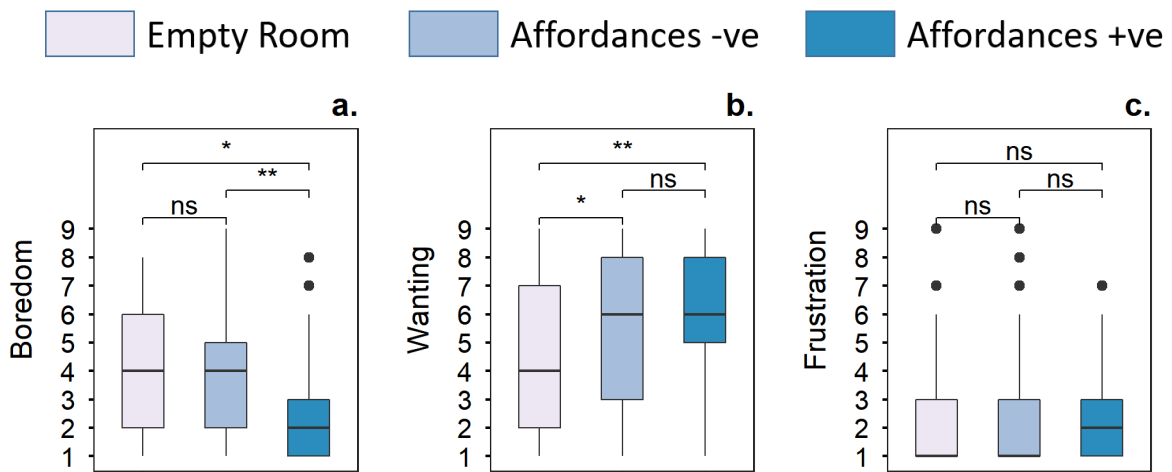 Empty Room Affordances -ve Affordances +ve
a.
Boredom
*
**
ns
9
8
7
6
5
4
3
2
1
b.
Wanting
**
ns
*
9
8
7
6
5
4
3
2
1
c.
Frustration
ns
ns
ns
9
8
7
6
5
4
3
2
1